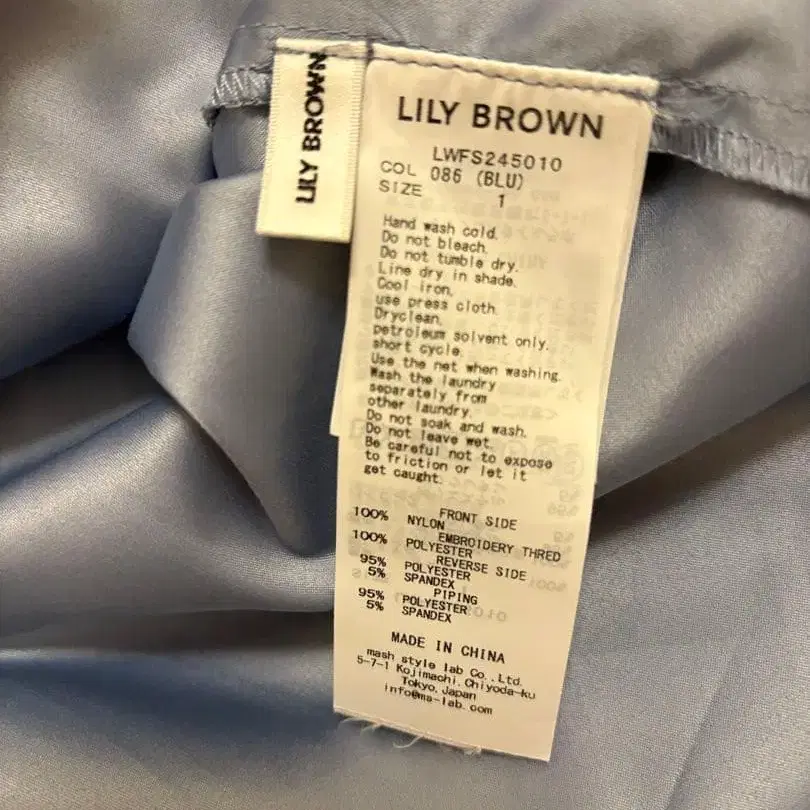 LILY BROWN
LILY BROWN
LWFS245010
COL 086 (BLU)
SIZE 1
Hand wash cold.
Do not bleach.
Do not tumble dry.
Line dry in shade.
Cool iron.
use press cloth.
Dryclean.
petroleum solvent only.
short cycle.
Use the net when washing.
Wash the laundry
separately from
other laundry.
Do not soak and wash.
Do not leave wet.
Be careful not to expose
to friction or let it
get caught.
FRONT SIDE
100% NYLON
EMBROIDERY THRED
100% POLYESTER
REVERSE SIDE
95% POLYESTER
5% SPANDEX
PIPING
95% POLYESTER
5% SPANDEX
MADE IN CHINA
mash style lab Co.,Ltd.
5-7-1 Kojimachi,Chiyoda-ku
Tokyo,Japan
info@ma-lab.com